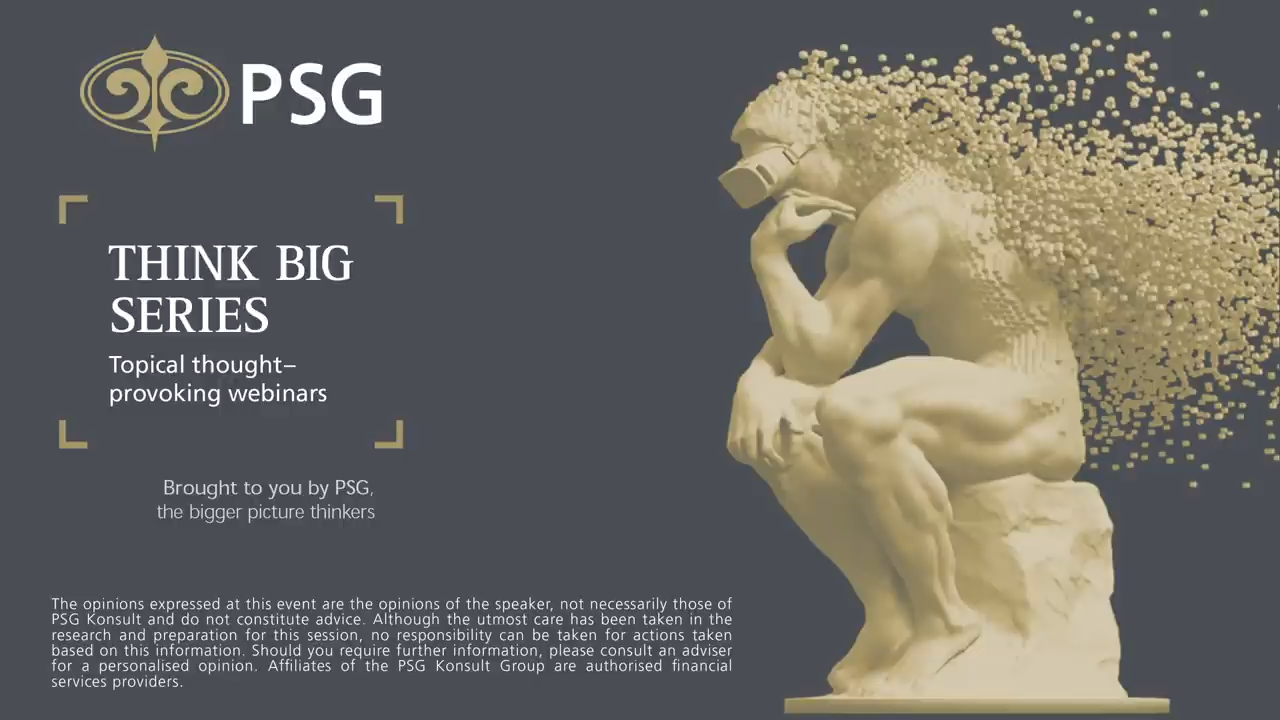 PSG
THINK BIG
SERIES
Topical thought–
provoking webinars
Brought to you by PSG,
the bigger picture thinkers
The opinions expressed at this event are the opinions of the speaker, not necessarily those of
PSG Konsult and do not constitute advice. Although the utmost care has been taken in the
research and preparation for this session, no responsibility can be taken for actions taken
based on this information. Should you require further information, please consult an adviser
for a personalised opinion. Affiliates of the PSG Konsult Group are authorised financial
services providers.